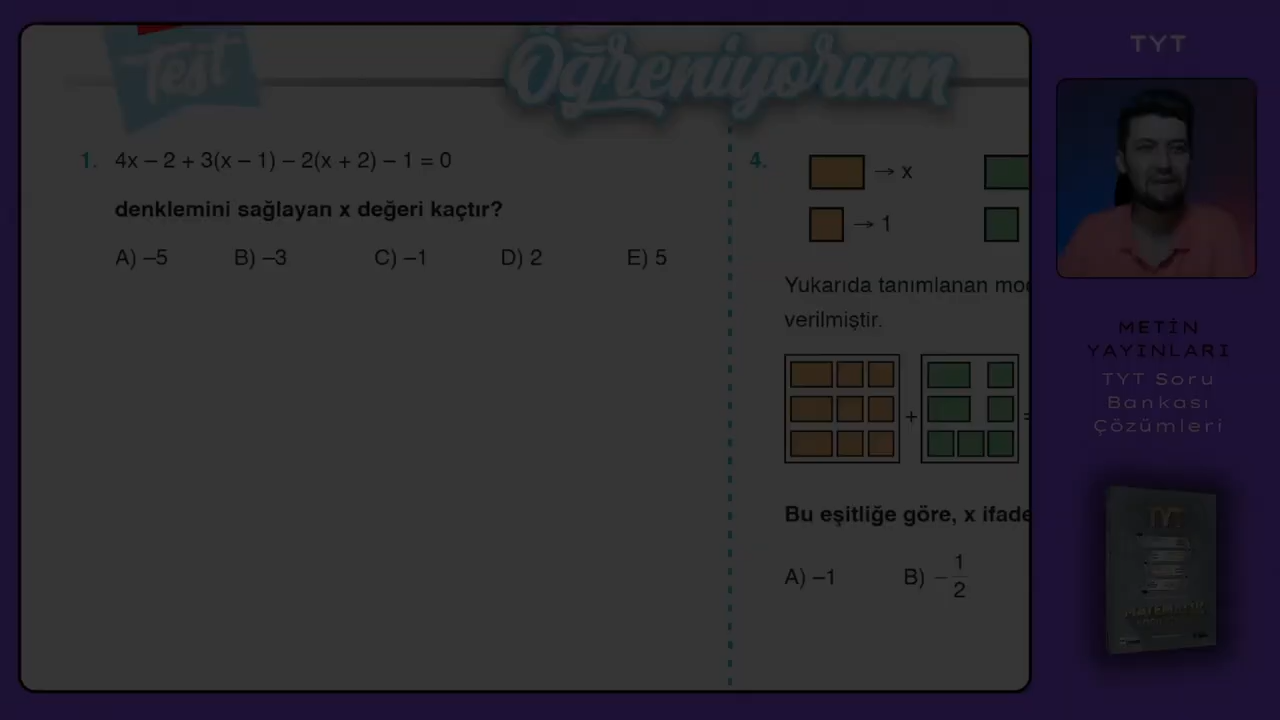 Test
Öğreniyorum
1. 4x – 2 + 3(x – 1) – 2(x + 2) – 1 = 0
denklemini sağlayan x değeri kaçtır?
A) –5 B) –3 C) –1 D) 2 E) 5
4. → x
→ 1
Yukarıda tanımlanan
verilmiştir.
+ =
Bu eşitliğe göre, x
A) –1 B) –1/2
TYT
METİN
YAYINLARI
TYT Soru
Bankası
Çözümleri
TYT
MATEMATİK